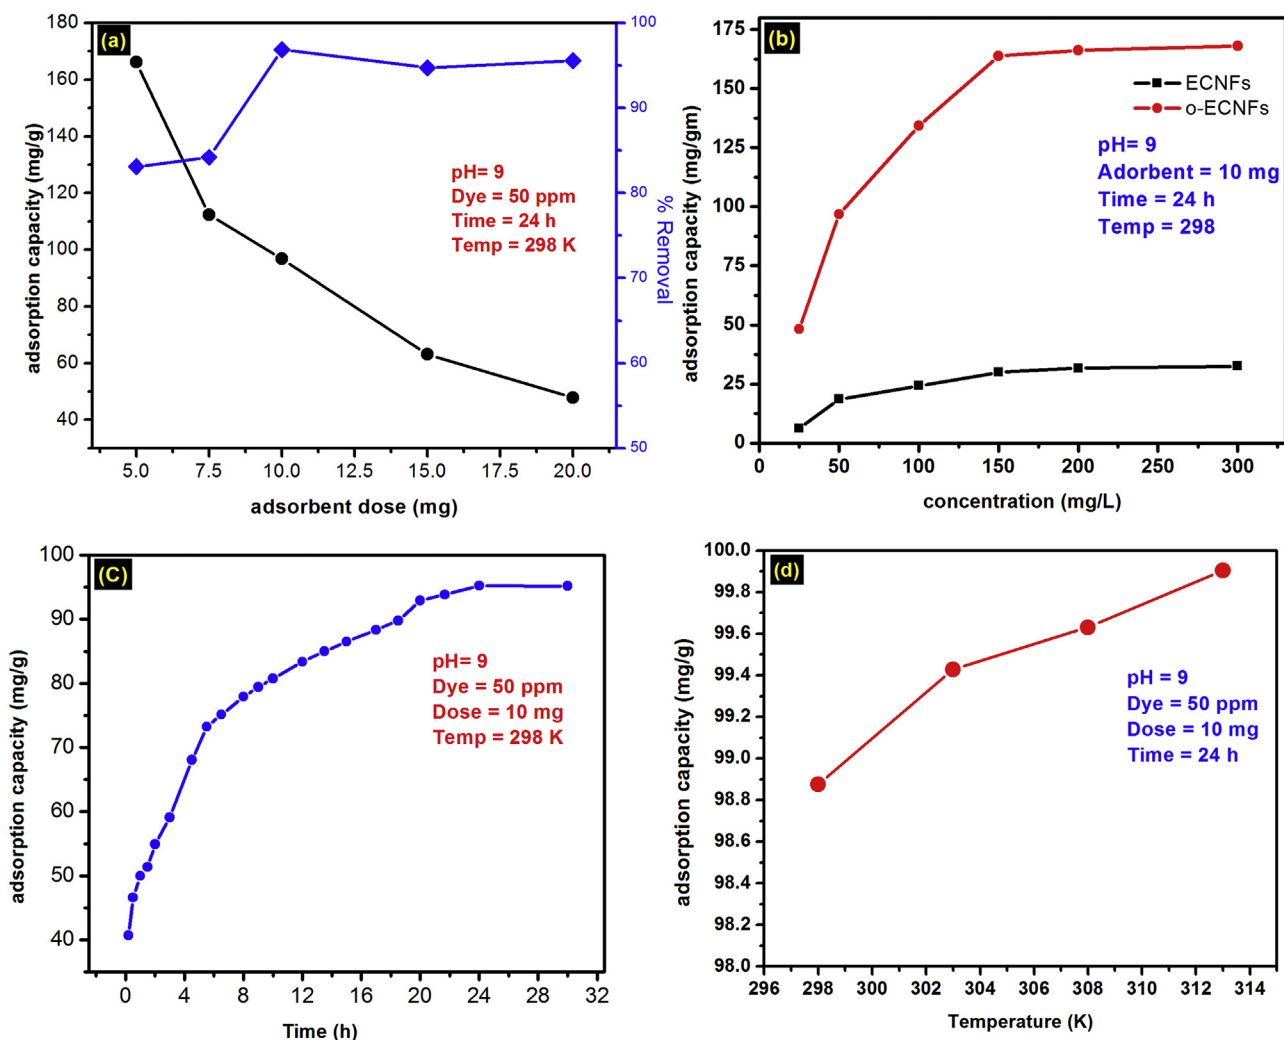 (a)
180
160
140
120
100
80
60
40
adsorption capacity (mg/g)
100
90
80
70
60
50
% Removal
pH= 9
Dye = 50 ppm
Time = 24 h
Temp = 298 K
5.0 7.5 10.0 12.5 15.0 17.5 20.0
adsorbent dose (mg)
(b)
175
150
125
100
75
50
25
0
adsorption capacity (mg/gm)
ECNFs
o-ECNFs
pH= 9
Adorbent = 10 mg
Time = 24 h
Temp = 298
0 50 100 150 200 250 300
concentration (mg/L)
(C)
100
90
80
70
60
50
40
adsorption capacity (mg/g)
pH= 9
Dye = 50 ppm
Dose = 10 mg
Temp = 298 K
0 4 8 12 16 20 24 28 32
Time (h)
(d)
100.0
99.8
99.6
99.4
99.2
99.0
98.8
98.6
98.4
98.2
98.0
adsorption capacity (mg/g)
pH = 9
Dye = 50 ppm
Dose = 10 mg
Time = 24 h
296 298 300 302 304 306 308 310 312 314
Temperature (K)